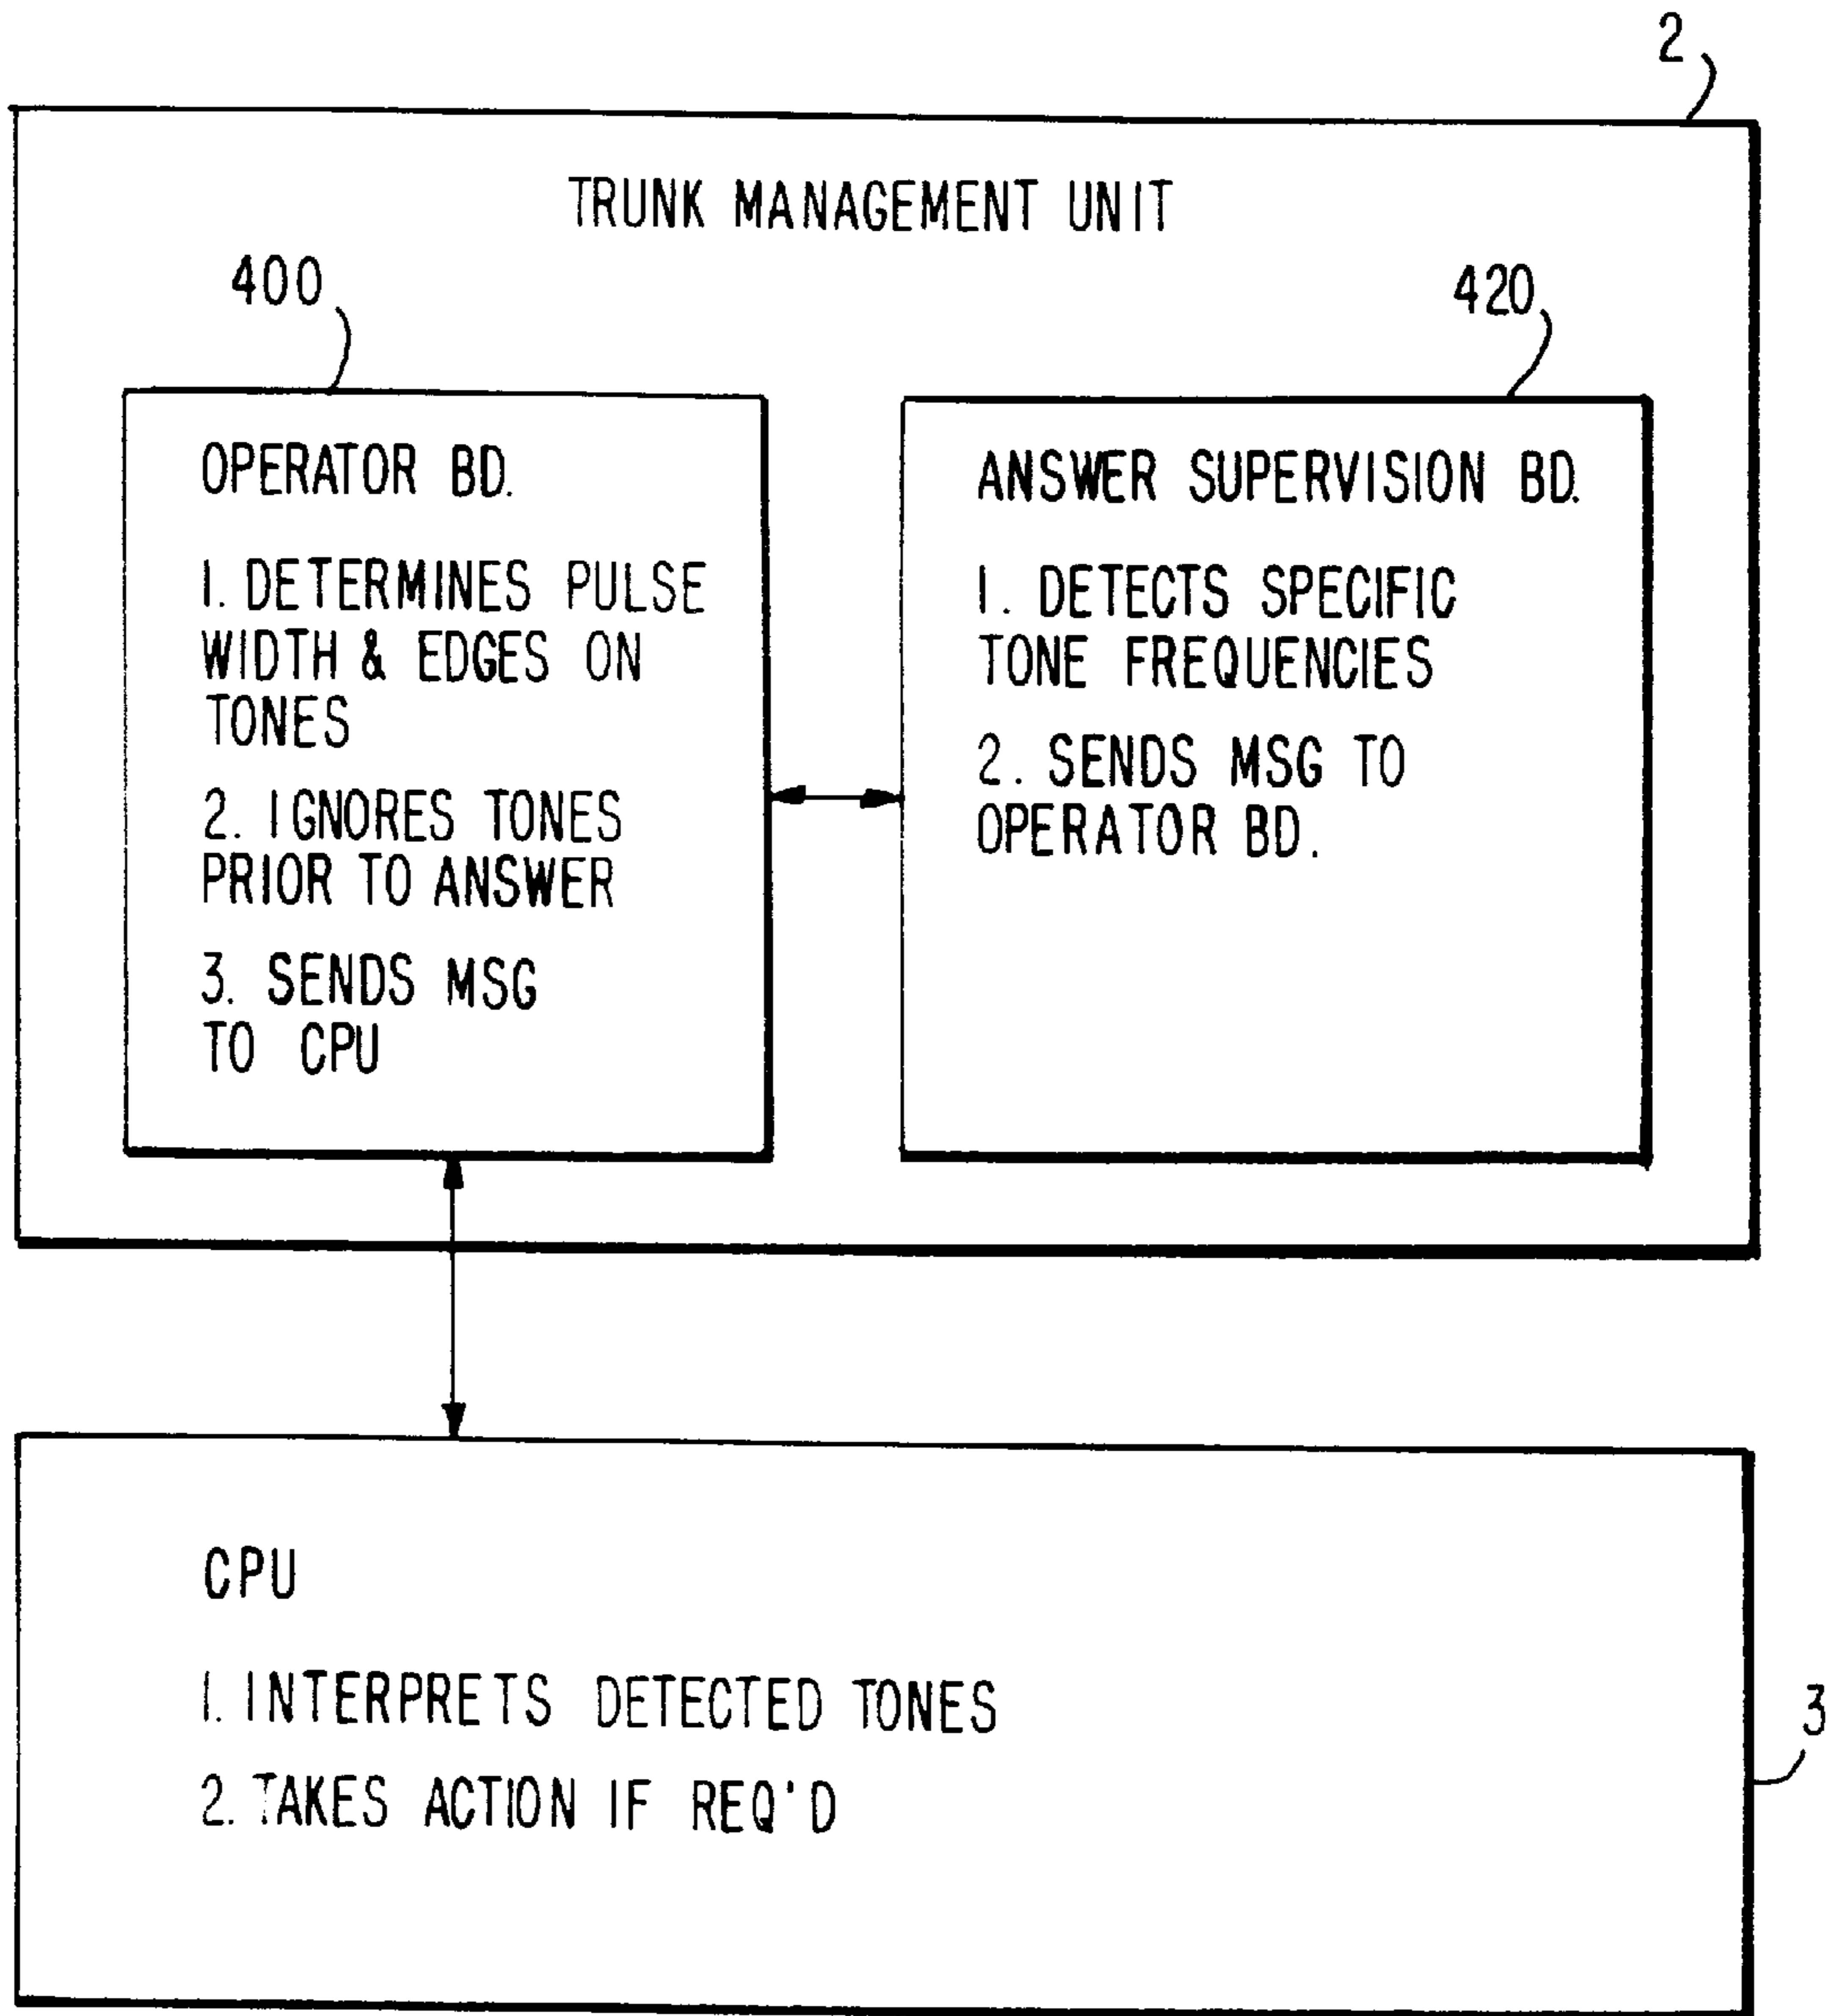 2
TRUNK MANAGEMENT UNIT
400
420
OPERATOR BD.
1. DETERMINES PULSE
WIDTH & EDGES ON
TONES
2. IGNORES TONES
PRIOR TO ANSWER
3. SENDS MSG
TO CPU
ANSWER SUPERVISION BD.
1. DETECTS SPECIFIC
TONE FREQUENCIES
2. SENDS MSG TO
OPERATOR BD.
CPU
1. INTERPRETS DETECTED TONES
2. TAKES ACTION IF REQ'D
3